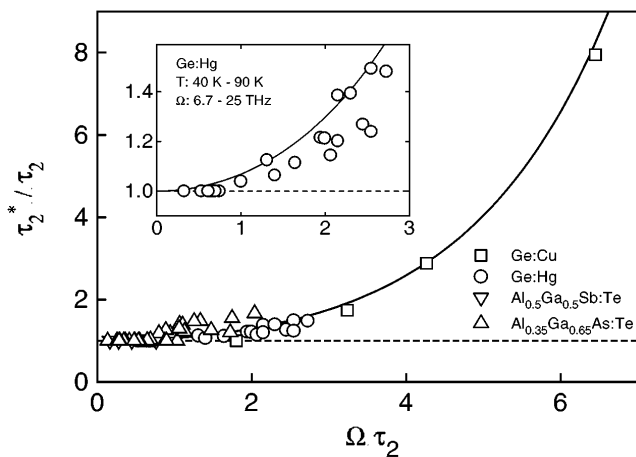 Ge:Hg
T: 40 K - 90 K
Ω: 6.7 - 25 THz
1.4
1.2
1.0
0 1 2 3
8
6
4
2
0
τ2* / τ2
Ge:Cu
Ge:Hg
Al0.5Ga0.5Sb:Te
Al0.35Ga0.65As:Te
0 2 4 6
Ω τ2